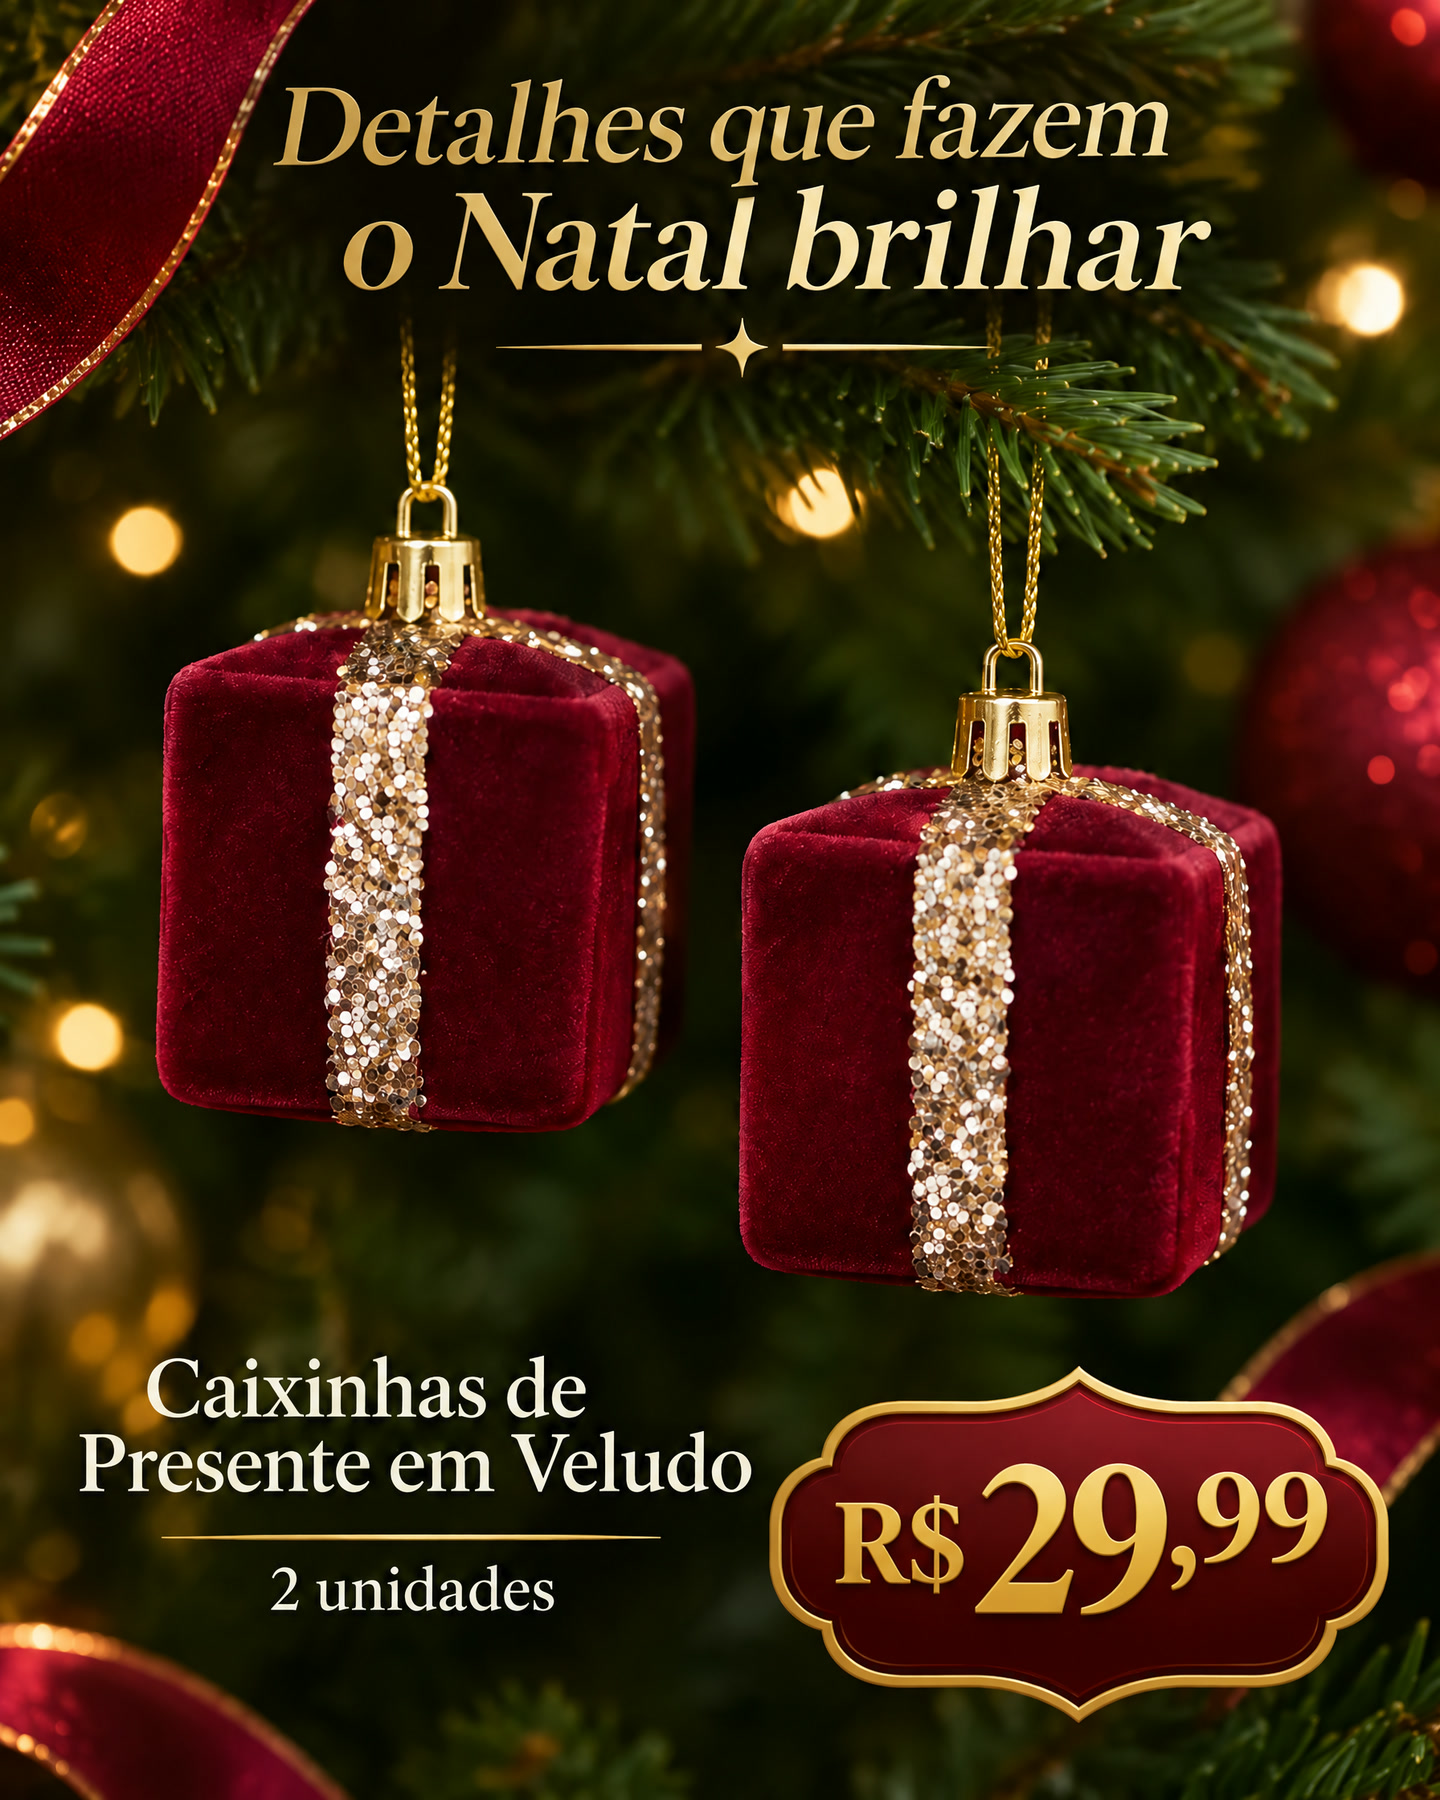 Detalhes que fazem
o Natal brilhar
Caixinhas de
Presente em Veludo
2 unidades
R$ 29,99